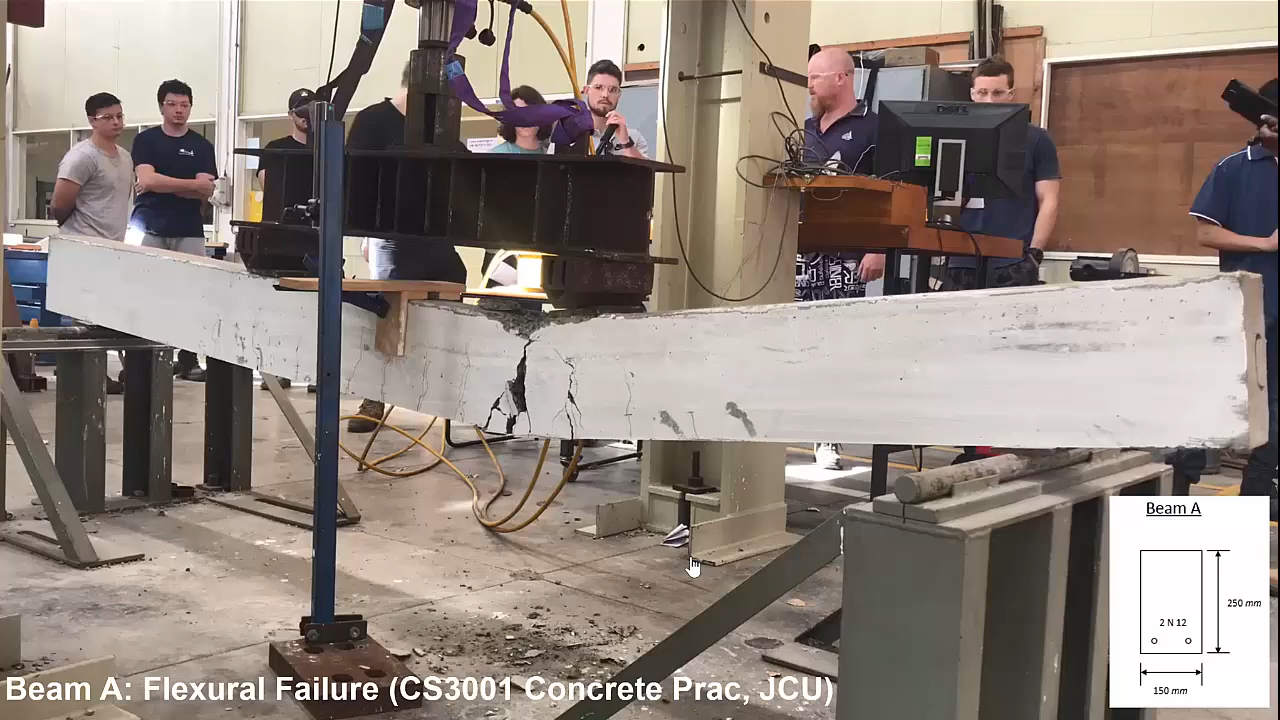 Beam A
2 N 12
250 mm
150 mm
Beam A: Flexural Failure (CS3001 Concrete Prac, JCU)